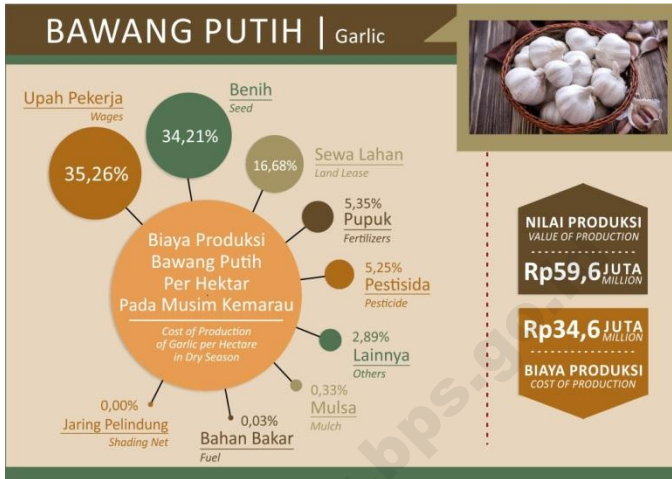 BAWANG PUTIH | Garlic
Upah Pekerja
Wages
35,26%
Benih
Seed
34,21%
Sewa Lahan
Land Lease
16,68%
5,35%
Pupuk
Fertilizers
5,25%
Pestisida
Pesticide
2,89%
Lainnya
Others
0,33%
Mulsa
Mulch
0,03%
Bahan Bakar
Fuel
0,00%
Jaring Pelindung
Shading Net
Biaya Produksi
Bawang Putih
Per Hektar
Pada Musim Kemarau
Cost of Production
of Garlic per Hectare
in Dry Season
NILAI PRODUKSI
VALUE OF PRODUCTION
Rp59,6 JUTA
MILLION
Rp34,6 JUTA
MILLION
BIAYA PRODUKSI
COST OF PRODUCTION
bps.go.